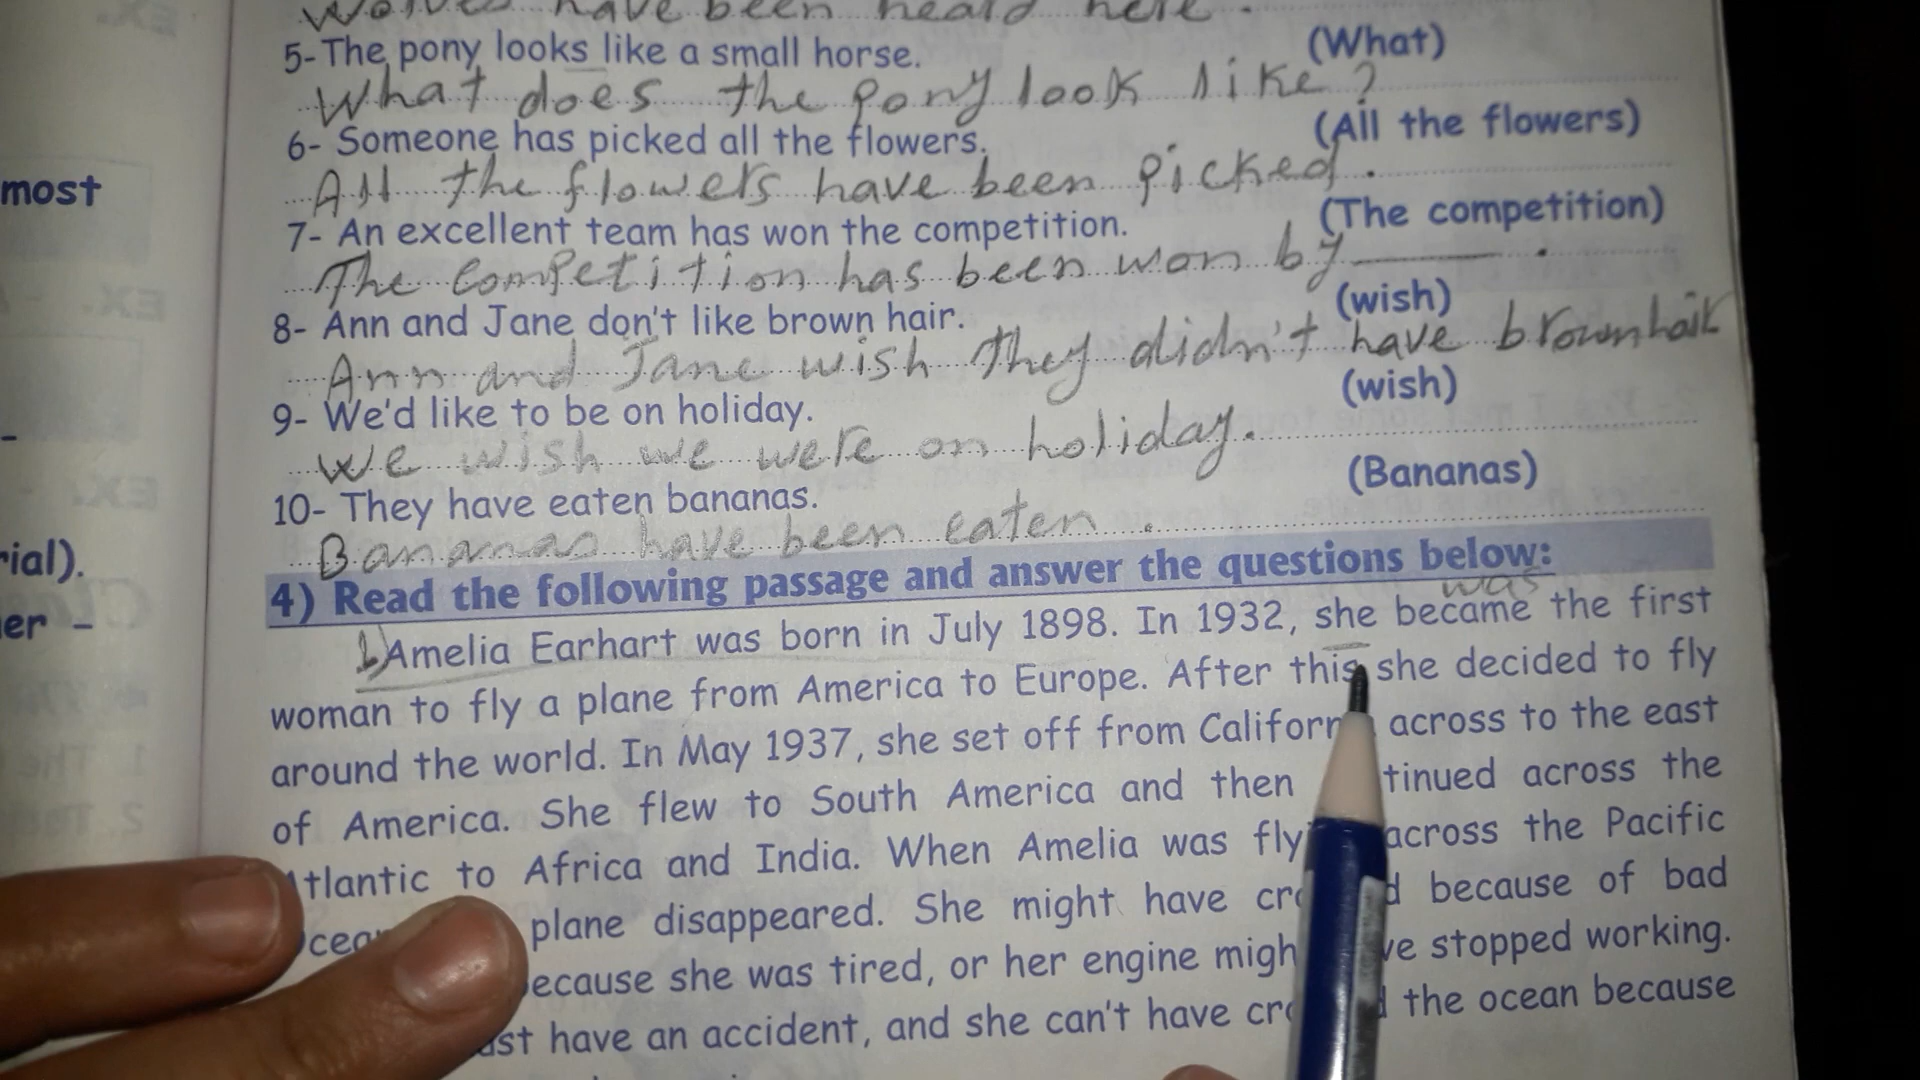 Wolves have been heard here.
5- The pony looks like a small horse. (What)
What does the pony look like?
6- Someone has picked all the flowers. (All the flowers)
All the flowers have been picked.
7- An excellent team has won the competition. (The competition)
The competition has been won by ______.
8- Ann and Jane don't like brown hair. (wish)
Ann and Jane wish they didn't have brown hair
9- We'd like to be on holiday. (wish)
We wish we were on holiday.
10- They have eaten bananas. (Bananas)
Bananas have been eaten.
4) Read the following passage and answer the questions below:
was
1) Amelia Earhart was born in July 1898. In 1932, she became the first
woman to fly a plane from America to Europe. After this she decided to fly
around the world. In May 1937, she set off from Californ across to the east
of America. She flew to South America and then tinued across the
tlantic to Africa and India. When Amelia was fly across the Pacific
cea plane disappeared. She might have cr d because of bad
ecause she was tired, or her engine migh ve stopped working.
st have an accident, and she can't have cr d the ocean because
most
rial).
er -